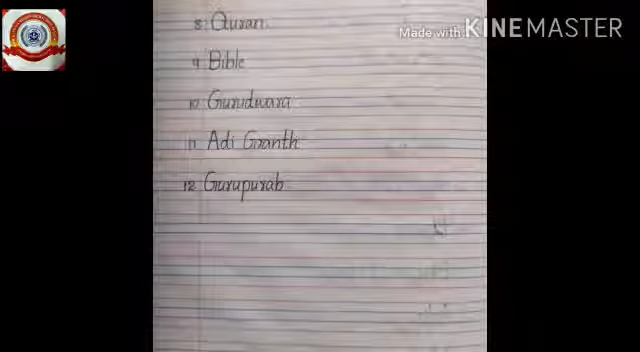 Made with KINEMASTER
8 Quran
9 Bible
10 Gurudwara
11 Adi Granth
12 Gurupurab